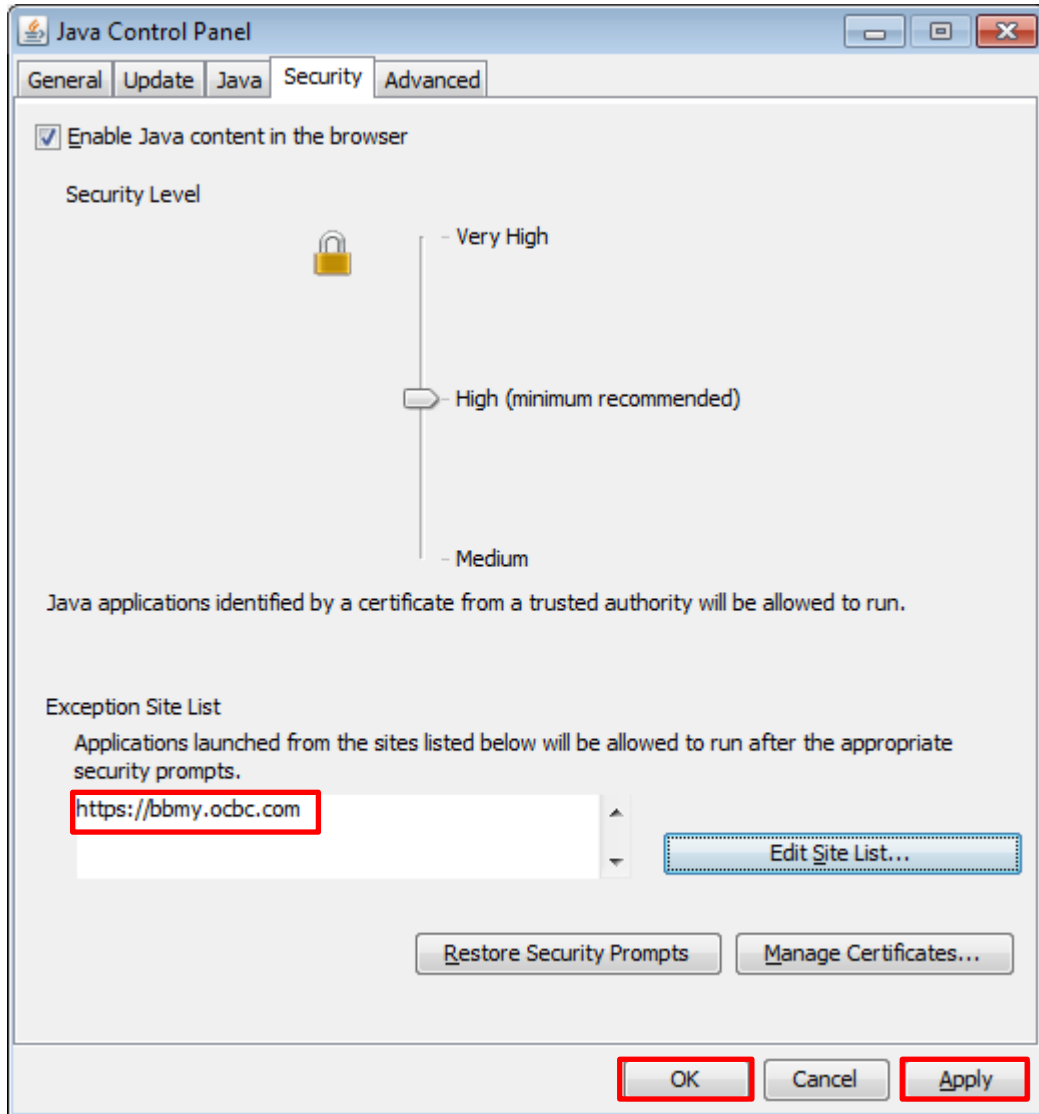 Java Control Panel
General Update Java Security Advanced
Enable Java content in the browser
Security Level
Very High
High (minimum recommended)
Medium
Java applications identified by a certificate from a trusted authority will be allowed to run.
Exception Site List
Applications launched from the sites listed below will be allowed to run after the appropriate
security prompts.
https://bbmy.ocbc.com
Edit Site List...
Restore Security Prompts Manage Certificates...
OK Cancel Apply